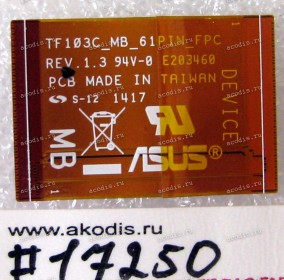 TF103C_MB_61PIN_FPC
REV.1.3 94V-0 E203460
PCB MADE IN TAIWAN
S-12 1417
DEVICE
MB
ASUS®
www.akodis.ru
#17250